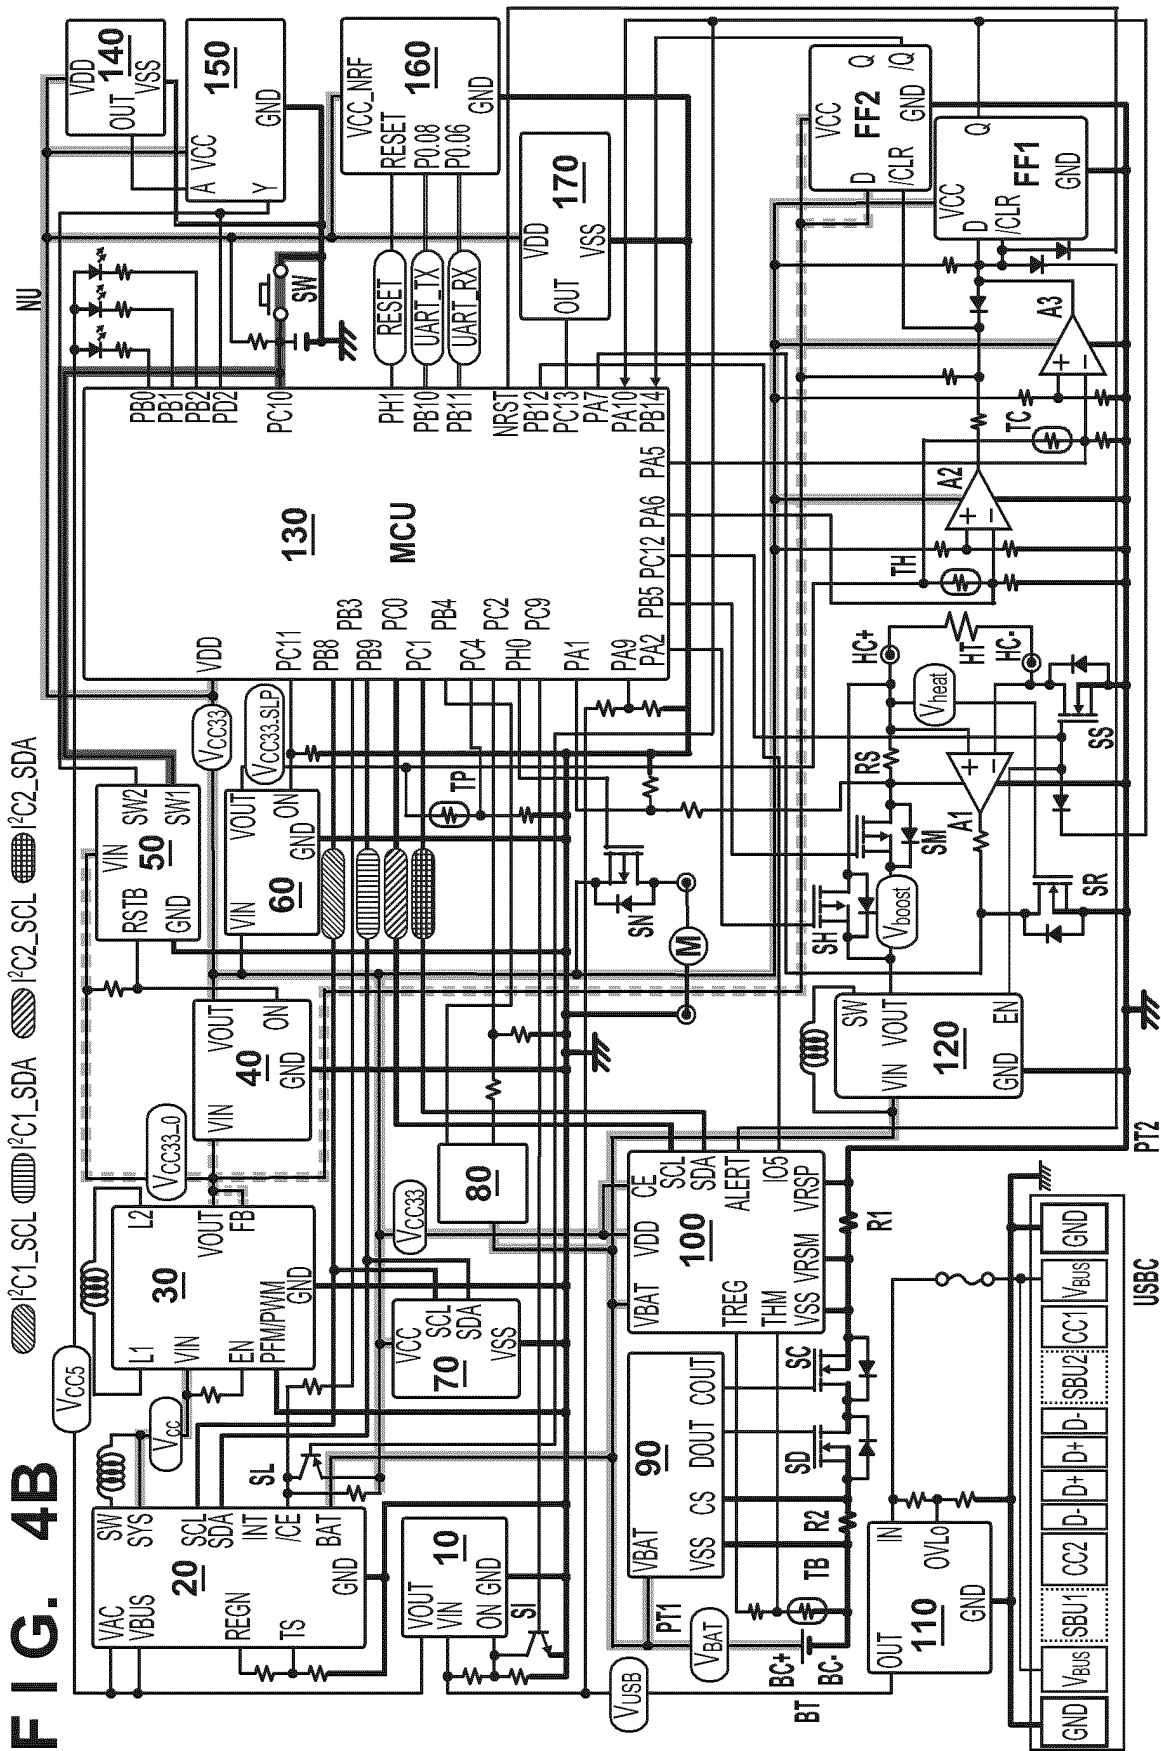 FIG. 4B
I²C1_SCL
I²C1_SDA
I²C2_SCL
I²C2_SDA
NU
VCC5
SW
SYS
SCL
SDA
INT
/CE
BAT
GND
VAC
VBUS
REGN
TS
20
VCC
L1
VIN
EN
PFM/PWM
GND
L2
VOUT
FB
30
VCC33_0
VIN
VOUT
ON
GND
40
VIN
RSTB
GND
SW2
SW1
50
VOUT
ON
GND
VIN
60
VCC33
VCC33.SLP
VDD
OUT
VSS
140
VCC
A
Y
GND
150
VCC_NRF
RESET
P0.08
P0.06
GND
160
RESET
UART_TX
UART_RX
SW
VDD
VSS
OUT
170
PB0
PB1
PB2
PD2
PC10
PH1
PB10
PB11
NRST
PB12
PC13
PA7
PA10
PB14
130
MCU
VDD
PC11
PB8
PB3
PB9
PC0
PC1
PB4
PC4
PC2
PH0
PC9
PA1
PA9
PA2
PB5
PC12
PA6
PA5
SL
VCC
SCL
SDA
VSS
70
80
VCC33
TP
SN
M
VOUT
VIN
ON
GND
10
SI
VUSB
PT1
VBAT
VBAT
VSS
CS
DOUT
COUT
90
VBAT
VDD
CE
SCL
SDA
ALERT
IO5
TREG
THM
VSS
VRSM
VRSP
100
BC+
BC-
BT
TB
R2
SD
SC
R1
PT2
OUT
IN
OVLo
GND
110
GND
VBUS
SBU1
CC2
D-
D+
D+
D-
SBU2
CC1
VBUS
GND
USBC
SW
VIN
VOUT
GND
EN
120
Vboost
SH
SM
RS
A1
SR
Vheat
HC+
HT
HC-
SS
TH
A2
TC
A3
VCC
D
/CLR
Q
/Q
GND
FF2
VCC
D
/CLR
Q
GND
FF1